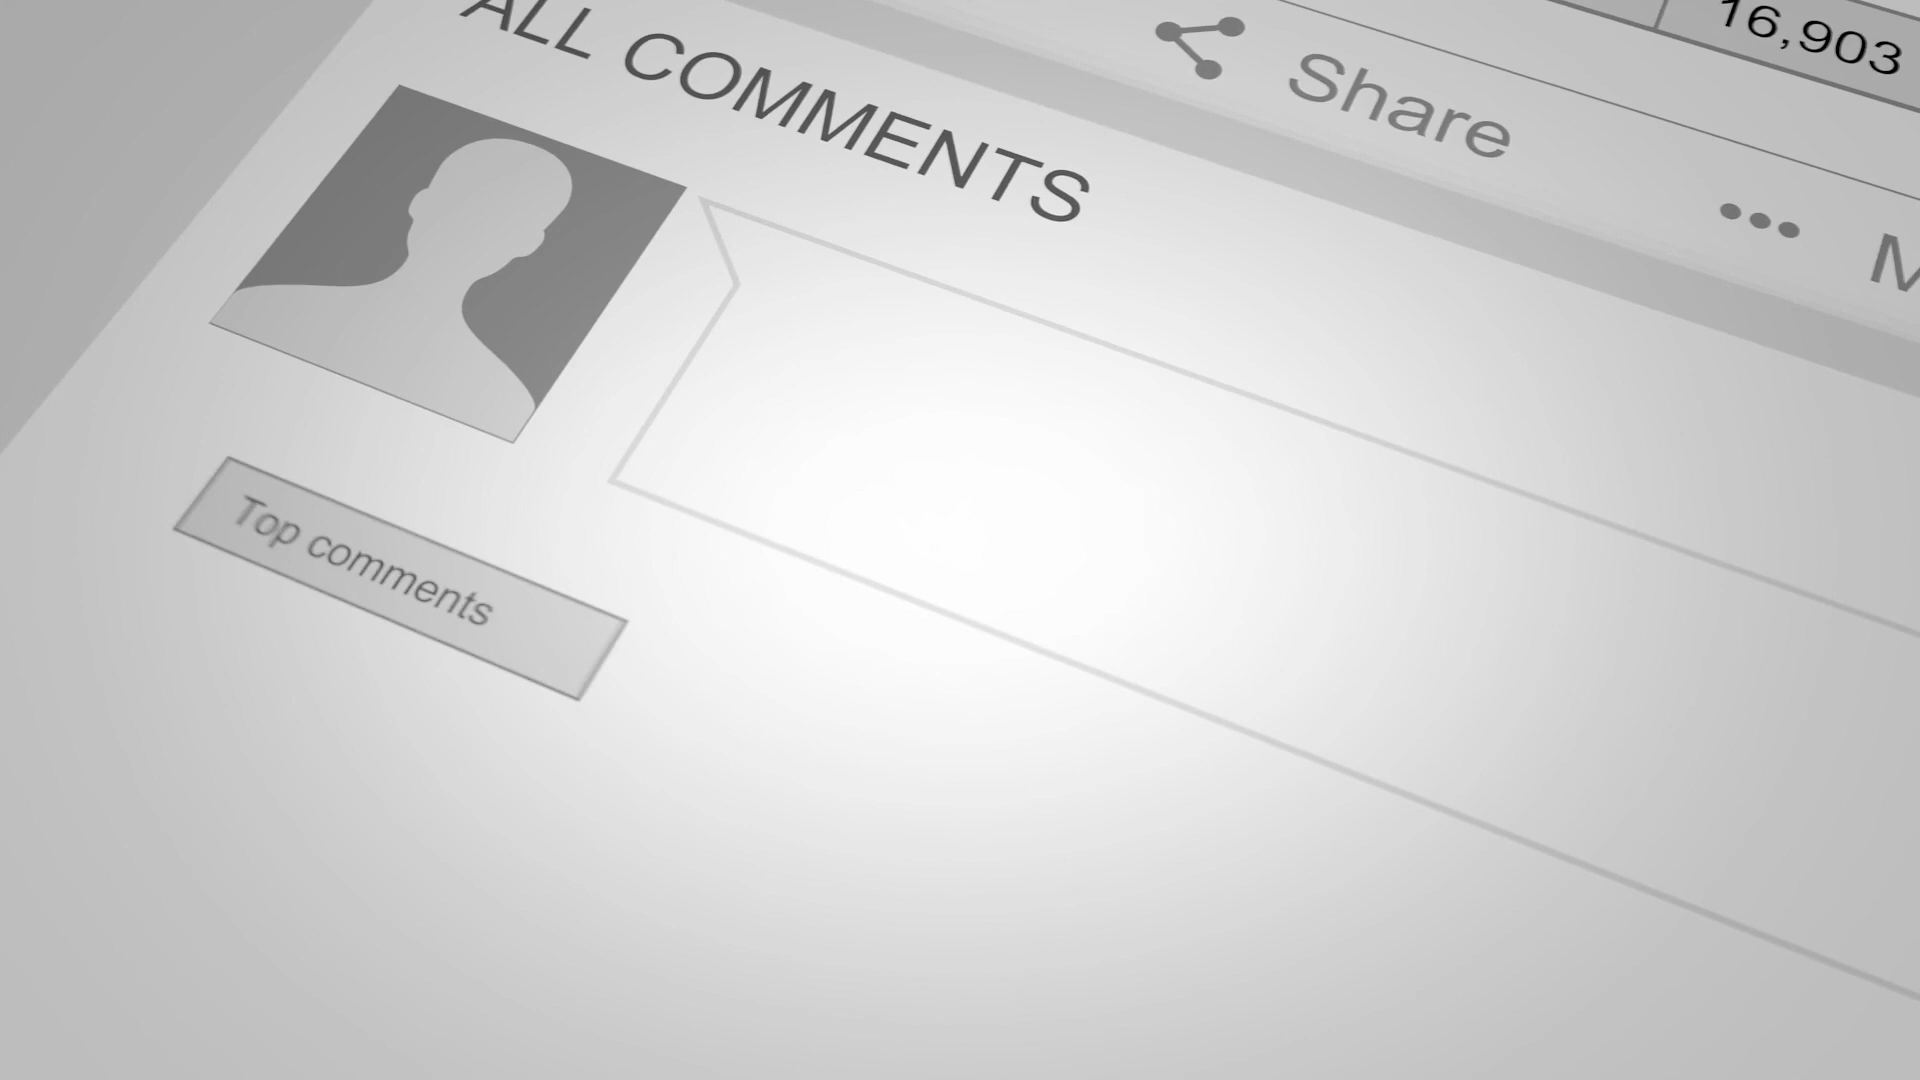 16,903
Share
••• M
ALL COMMENTS
Top comments